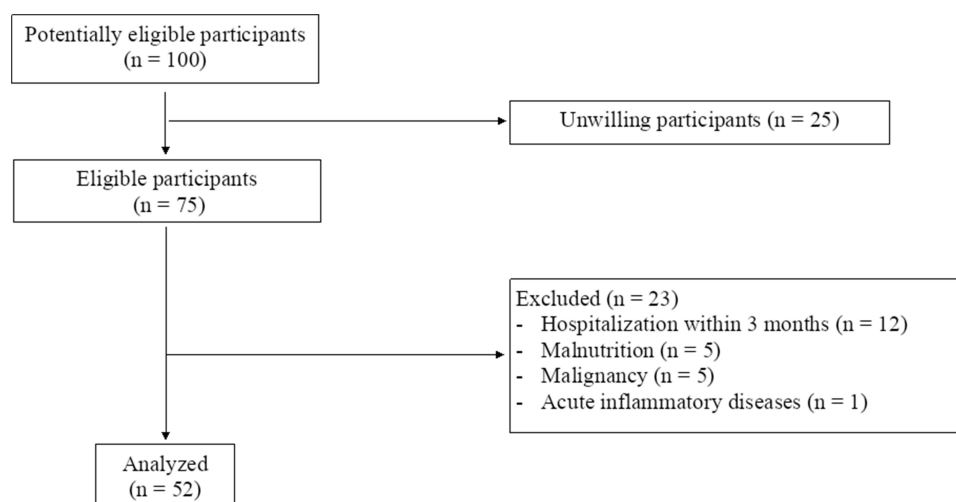 Potentially eligible participants
(n = 100)
Unwilling participants (n = 25)
Eligible participants
(n = 75)
Excluded (n = 23)
- Hospitalization within 3 months (n = 12)
- Malnutrition (n = 5)
- Malignancy (n = 5)
- Acute inflammatory diseases (n = 1)
Analyzed
(n = 52)